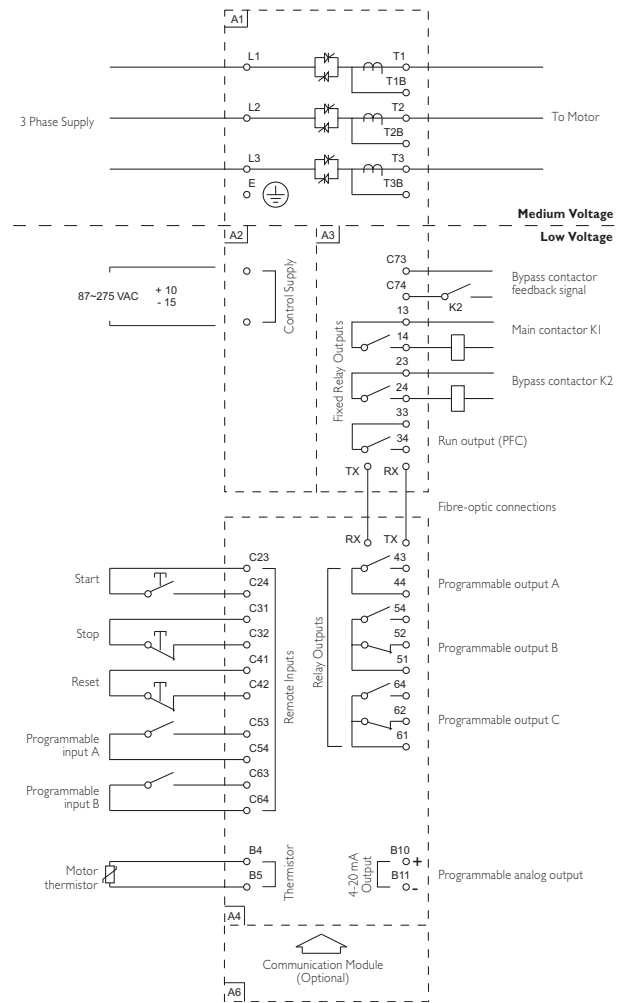 A1
L1
T1
T1B
3 Phase Supply
L2
T2
T2B
To Motor
L3
T3
E
T3B
Medium Voltage
Low Voltage
A2
A3
87~275 VAC
+ 10
- 15
Control Supply
Fixed Relay Outputs
C73
C74
K2
Bypass contactor
feedback signal
13
14
Main contactor K1
23
24
Bypass contactor K2
33
34
Run output (PFC)
TX
RX
Fibre-optic connections
RX
TX
Start
C23
C24
Stop
C31
C32
Reset
C41
C42
Programmable
input A
C53
C54
Programmable
input B
C63
C64
Remote Inputs
Relay Outputs
43
44
Programmable output A
54
52
51
Programmable output B
64
62
61
Programmable output C
Motor
thermistor
B4
B5
Thermistor
4-20 mA
Output
B10
+
B11
-
Programmable analog output
A4
Communication Module
(Optional)
A6